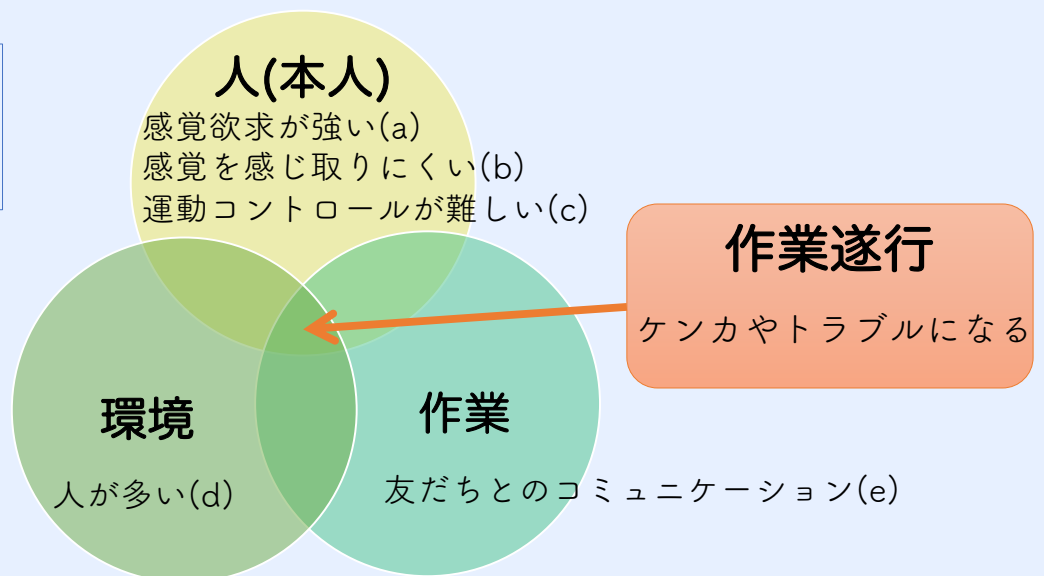 人(本人)
感覚欲求が強い(a)
感覚を感じ取りにくい(b)
運動コントロールが難しい(c)
作業遂行
ケンカやトラブルになる
環境
人が多い(d)
作業
友だちとのコミュニケーション(e)